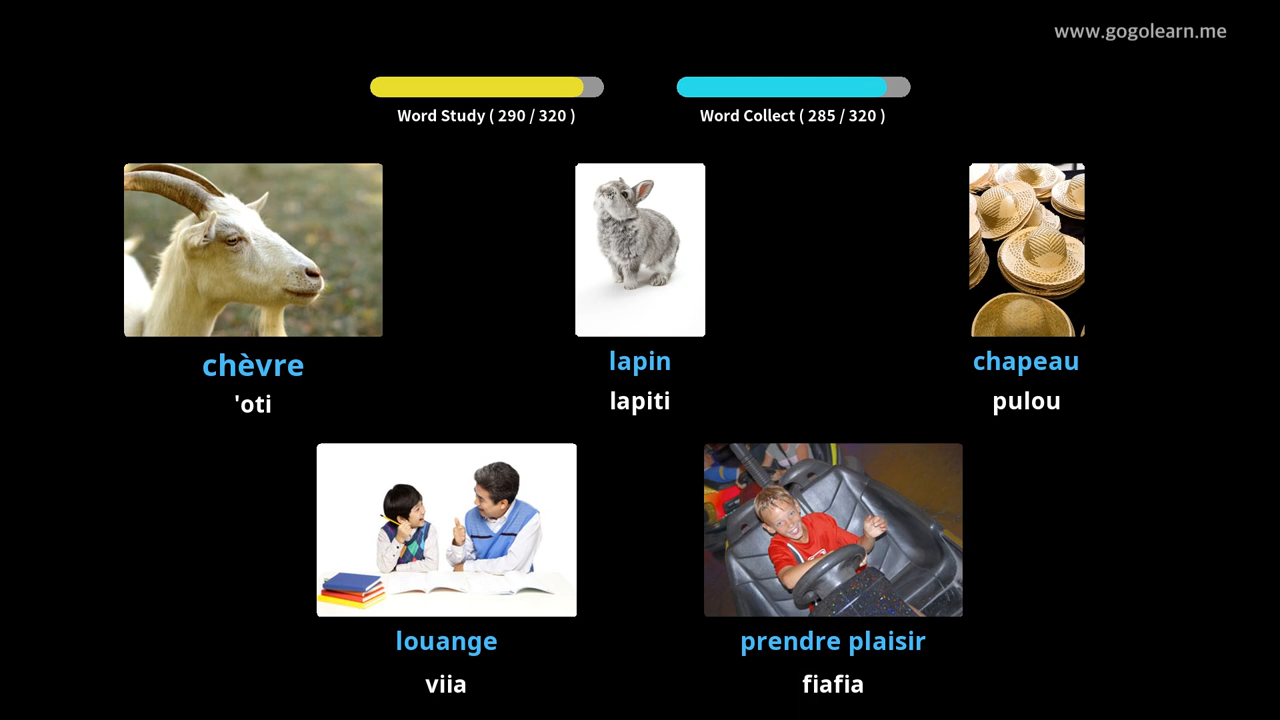 www.gogolearn.me
Word Study ( 290 / 320 )
Word Collect ( 285 / 320 )
chèvre
'oti
lapin
lapiti
chapeau
pulou
louange
viia
prendre plaisir
fiafia